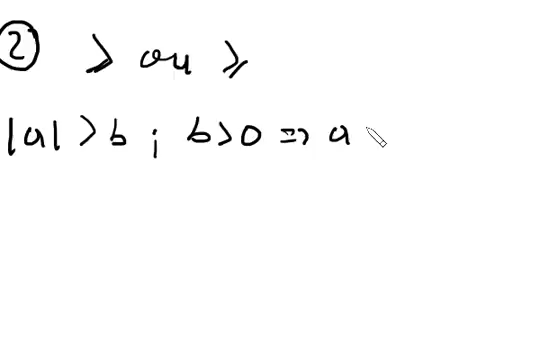 ② > ou ≥
|a| > b ; b > 0 => a